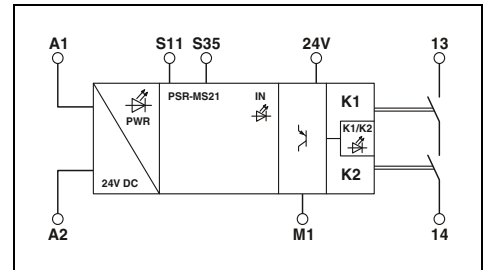 A1 S11 S35 24V 13
PSR-MS21 IN K1
PWR K1/K2
24V DC K2
A2 M1 14